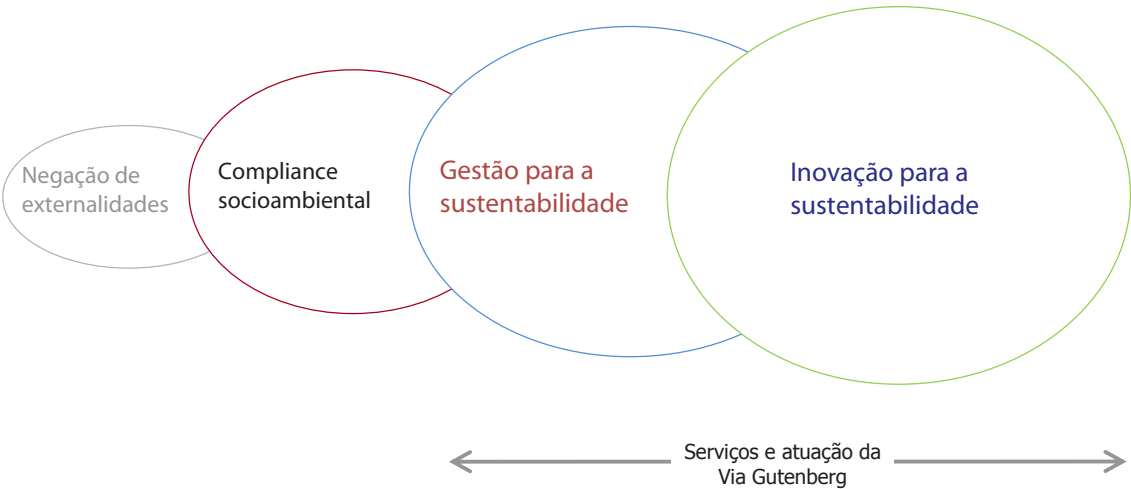 Negação de
externalidades
Compliance
socioambiental
Gestão para a
sustentabilidade
Inovação para a
sustentabilidade
Serviços e atuação da
Via Gutenberg